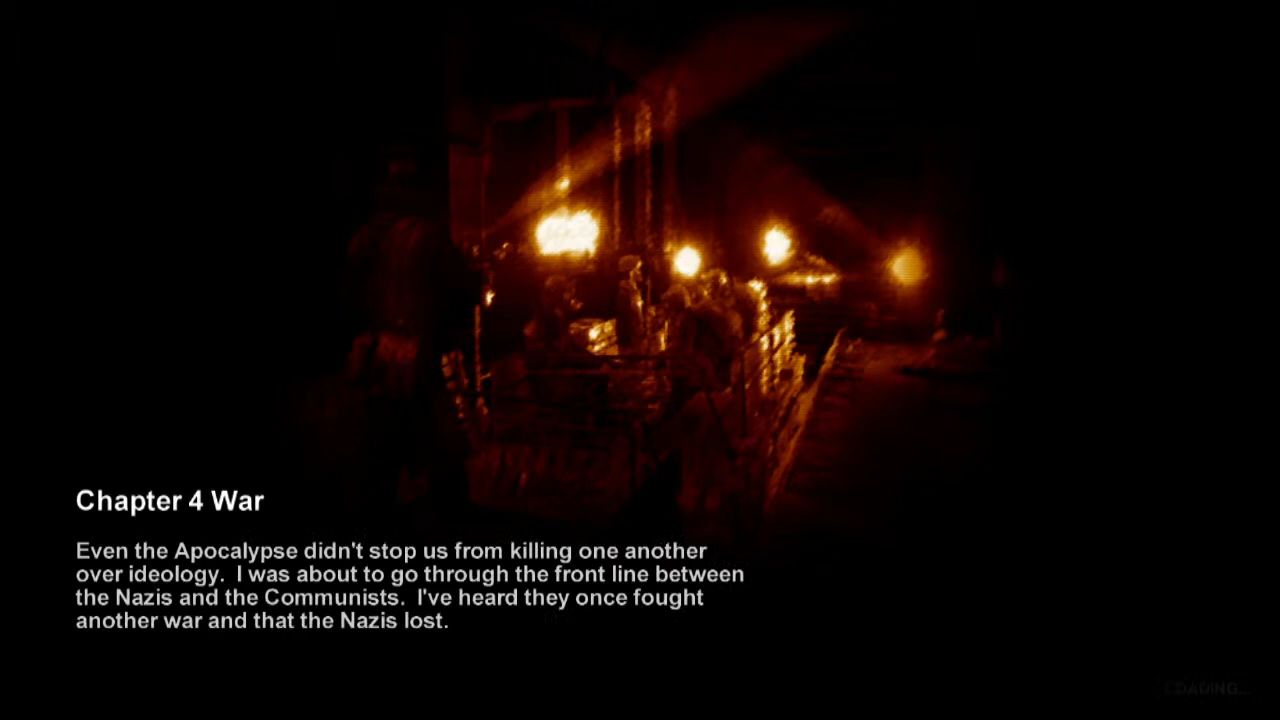 Chapter 4 War
Even the Apocalypse didn't stop us from killing one another
over ideology.  I was about to go through the front line between
the Nazis and the Communists.  I've heard they once fought
another war and that the Nazis lost.
LOADING...